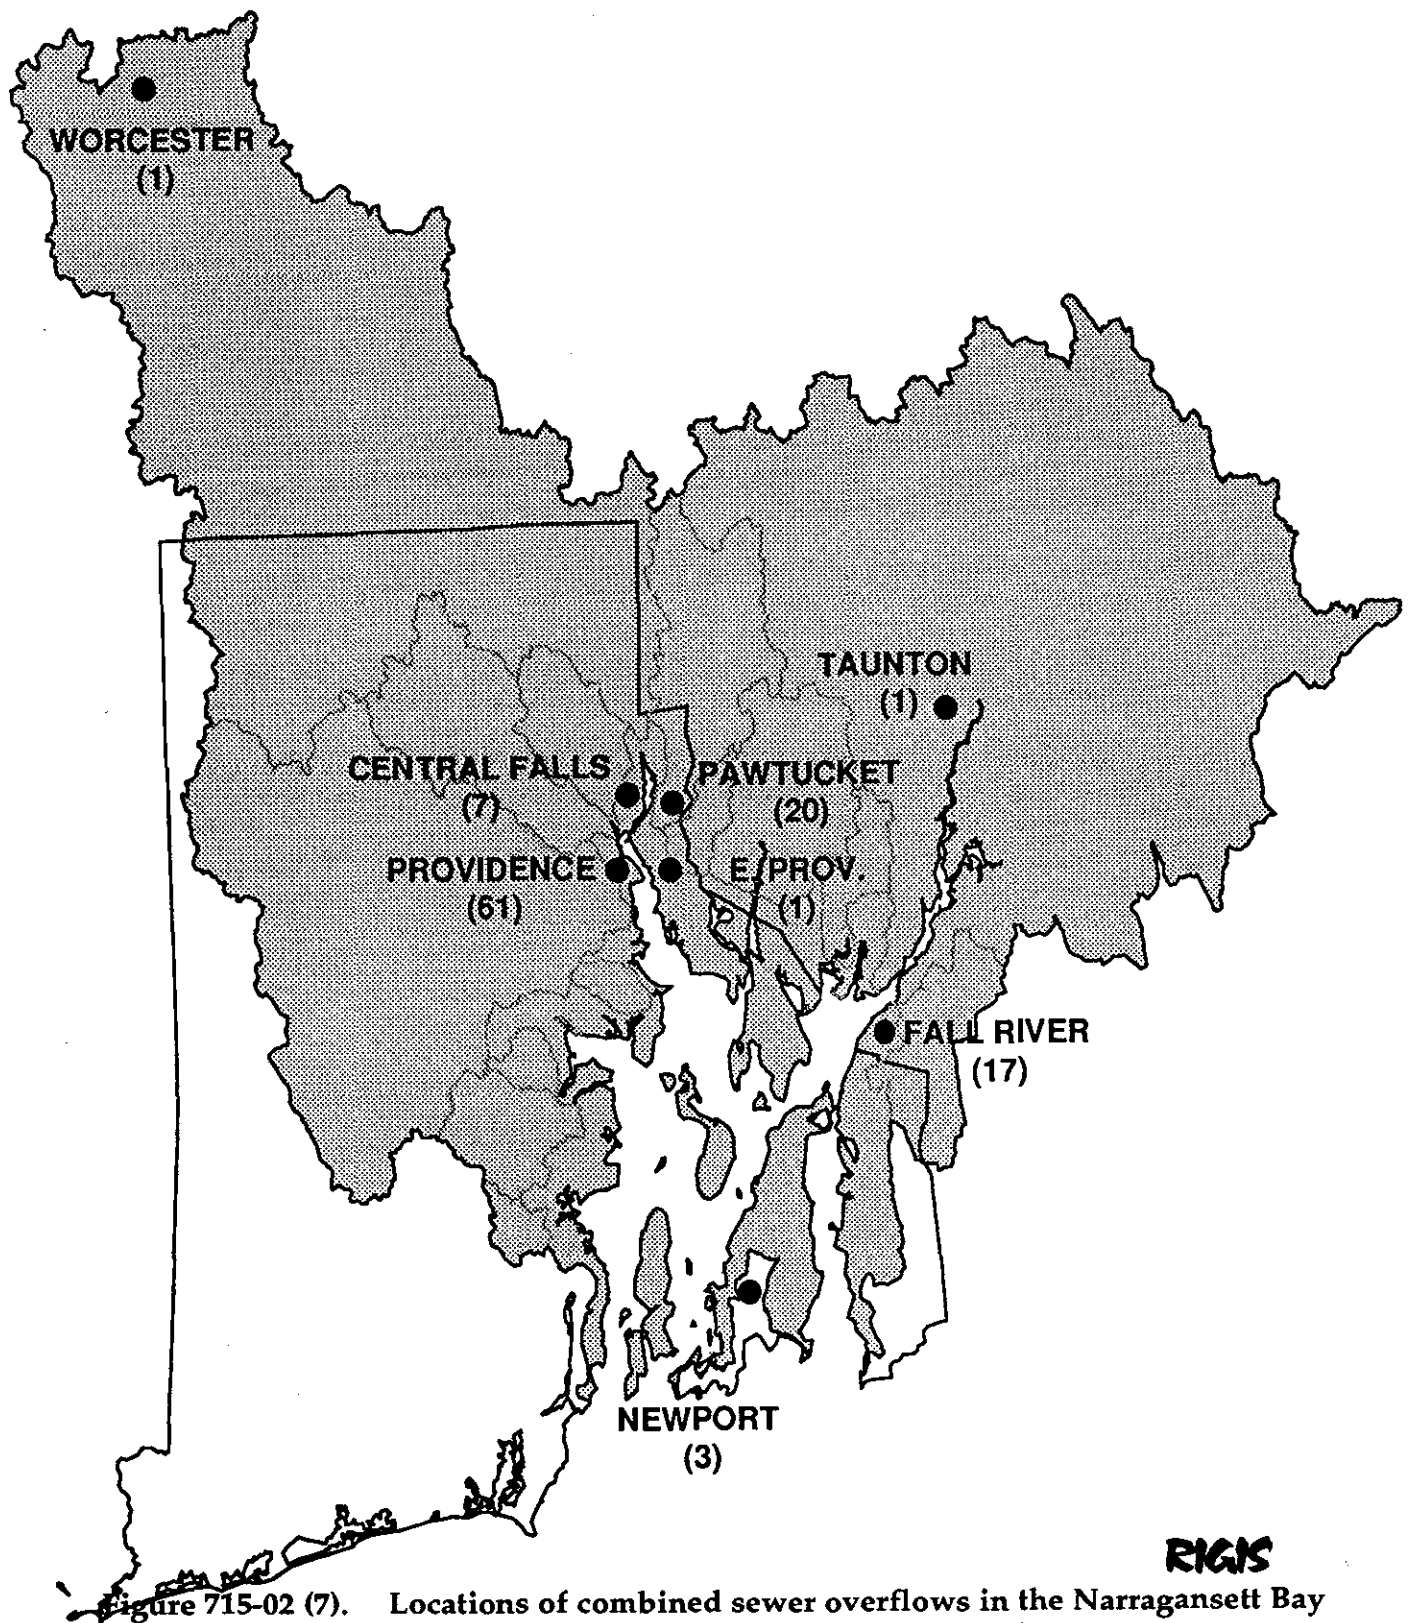 WORCESTER
(1)
TAUNTON
(1)
CENTRAL FALLS
(7)
PAWTUCKET
(20)
PROVIDENCE
(61)
E. PROV.
(1)
FALL RIVER
(17)
NEWPORT
(3)
RIGIS
Figure 715-02 (7). Locations of combined sewer overflows in the Narragansett Bay